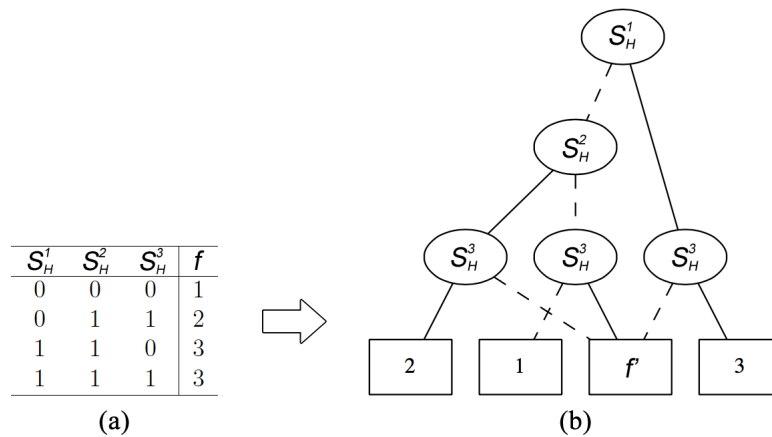 S_H^1
S_H^2
S_H^3 S_H^3 S_H^3
S_H^1 S_H^2 S_H^3 f
0 0 0 1
0 1 1 2
1 1 0 3
1 1 1 3
2 1 f' 3
(a) (b)